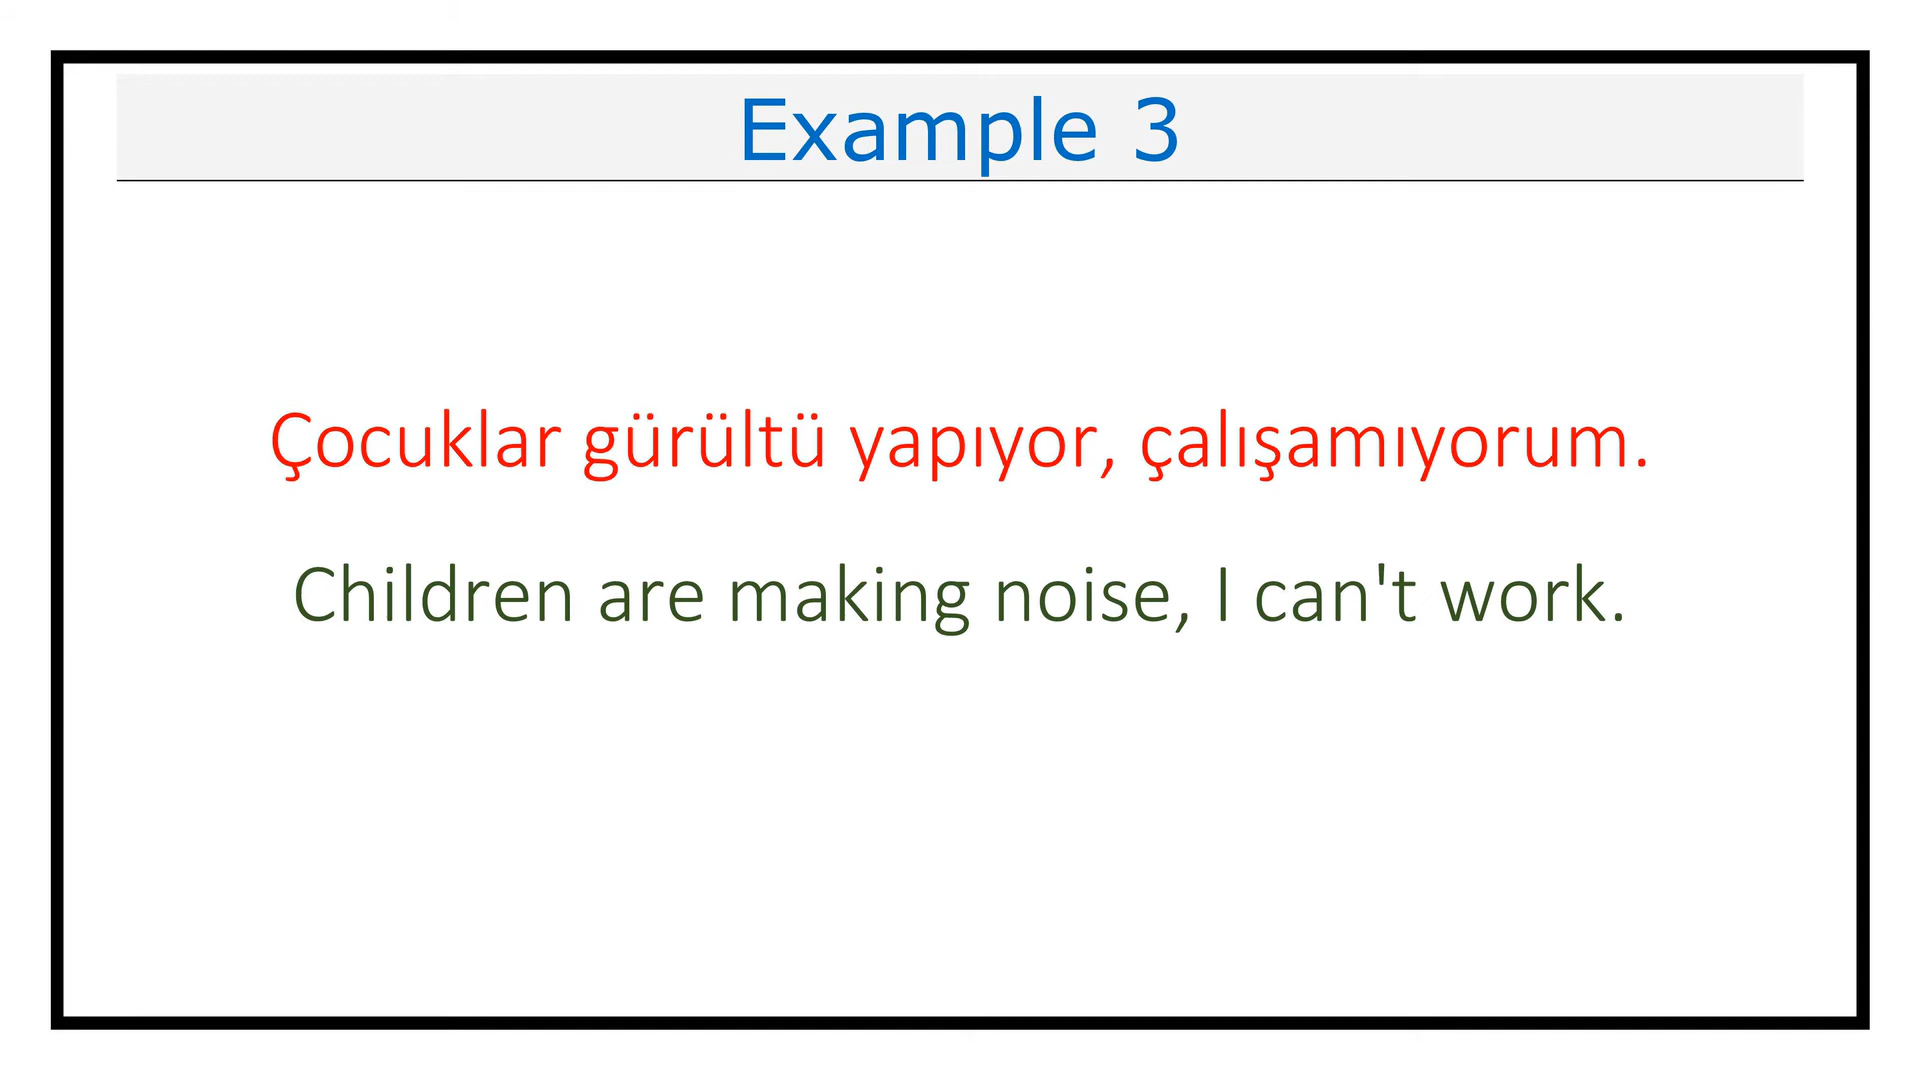 Example 3
Çocuklar gürültü yapıyor, çalışamıyorum.
Children are making noise, I can't work.